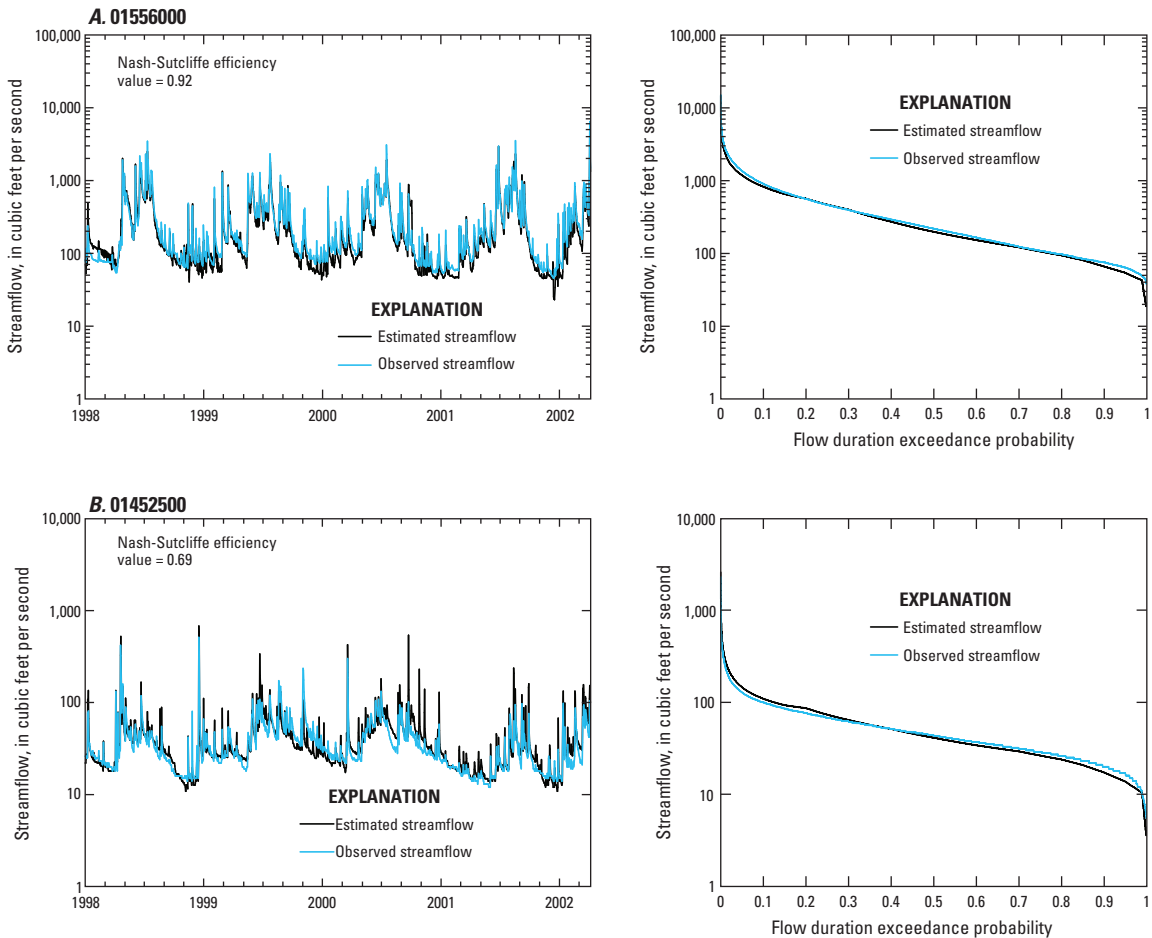 A. 01556000
Streamflow, in cubic feet per second
100,000
10,000
1,000
100
10
1
Nash-Sutcliffe efficiency
value = 0.92
EXPLANATION
Estimated streamflow
Observed streamflow
1998 1999 2000 2001 2002
Streamflow, in cubic feet per second
100,000
10,000
1,000
100
10
1
EXPLANATION
Estimated streamflow
Observed streamflow
0 0.1 0.2 0.3 0.4 0.5 0.6 0.7 0.8 0.9 1
Flow duration exceedance probability
B. 01452500
Streamflow, in cubic feet per second
10,000
1,000
100
10
1
Nash-Sutcliffe efficiency
value = 0.69
EXPLANATION
Estimated streamflow
Observed streamflow
1998 1999 2000 2001 2002
Streamflow, in cubic feet per second
10,000
1,000
100
10
1
EXPLANATION
Estimated streamflow
Observed streamflow
0 0.1 0.2 0.3 0.4 0.5 0.6 0.7 0.8 0.9 1
Flow duration exceedance probability